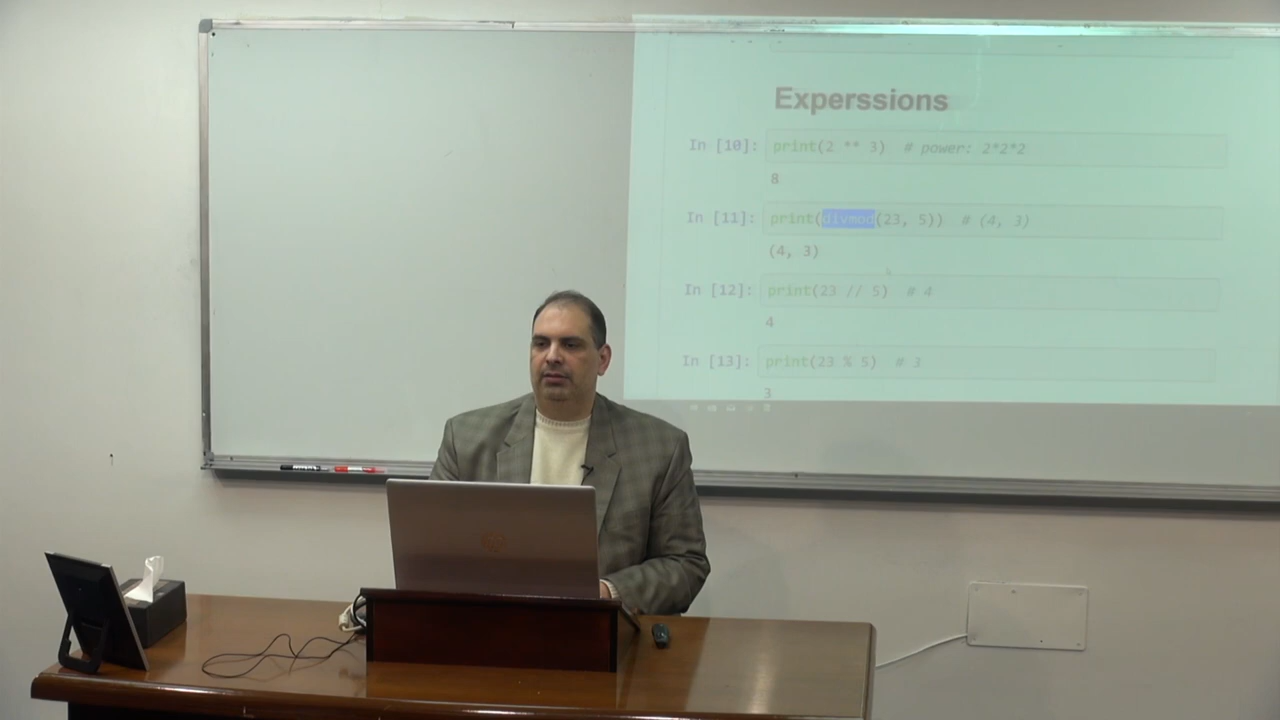 Experssions
In [10]: print(2 ** 3) # power: 2*2*2
8
In [11]: print(divmod(23, 5)) # (4, 3)
(4, 3)
In [12]: print(23 // 5) # 4
4
In [13]: print(23 % 5) # 3
3